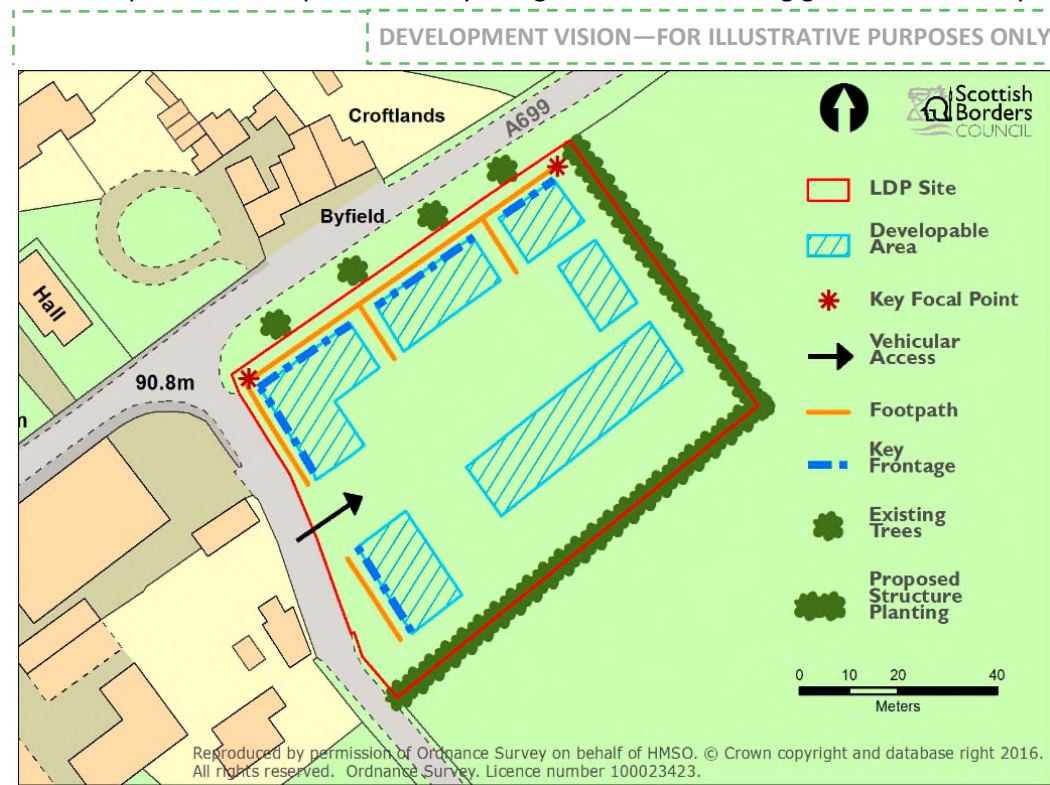 DEVELOPMENT VISION—FOR ILLUSTRATIVE PURPOSES ONLY
Croftlands
A699
Byfield
Hall
90.8m
Scottish
Borders
COUNCIL
LDP Site
Developable
Area
Key Focal Point
Vehicular
Access
Footpath
Key
Frontage
Existing
Trees
Proposed
Structure
Planting
0 10 20 40
Meters
Reproduced by permission of Ordnance Survey on behalf of HMSO. © Crown copyright and database right 2016.
All rights reserved. Ordnance Survey. Licence number 100023423.